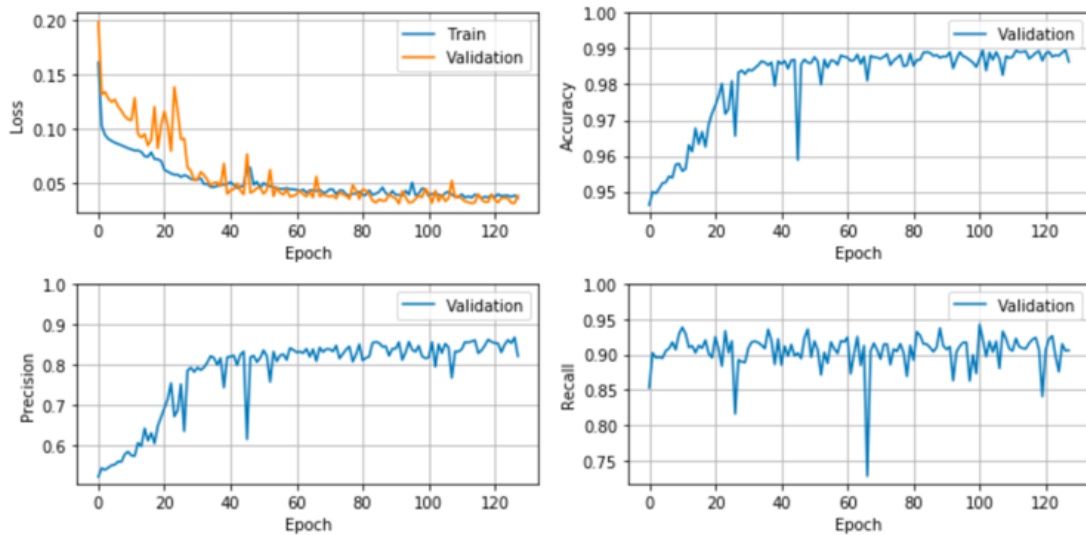 0.20
0.15
0.10
0.05
Loss
Train
Validation
0 20 40 60 80 100 120
Epoch
1.00
0.99
0.98
0.97
0.96
0.95
Accuracy
Validation
0 20 40 60 80 100 120
Epoch
1.0
0.9
0.8
0.7
0.6
Precision
Validation
0 20 40 60 80 100 120
Epoch
1.00
0.95
0.90
0.85
0.80
0.75
Recall
Validation
0 20 40 60 80 100 120
Epoch